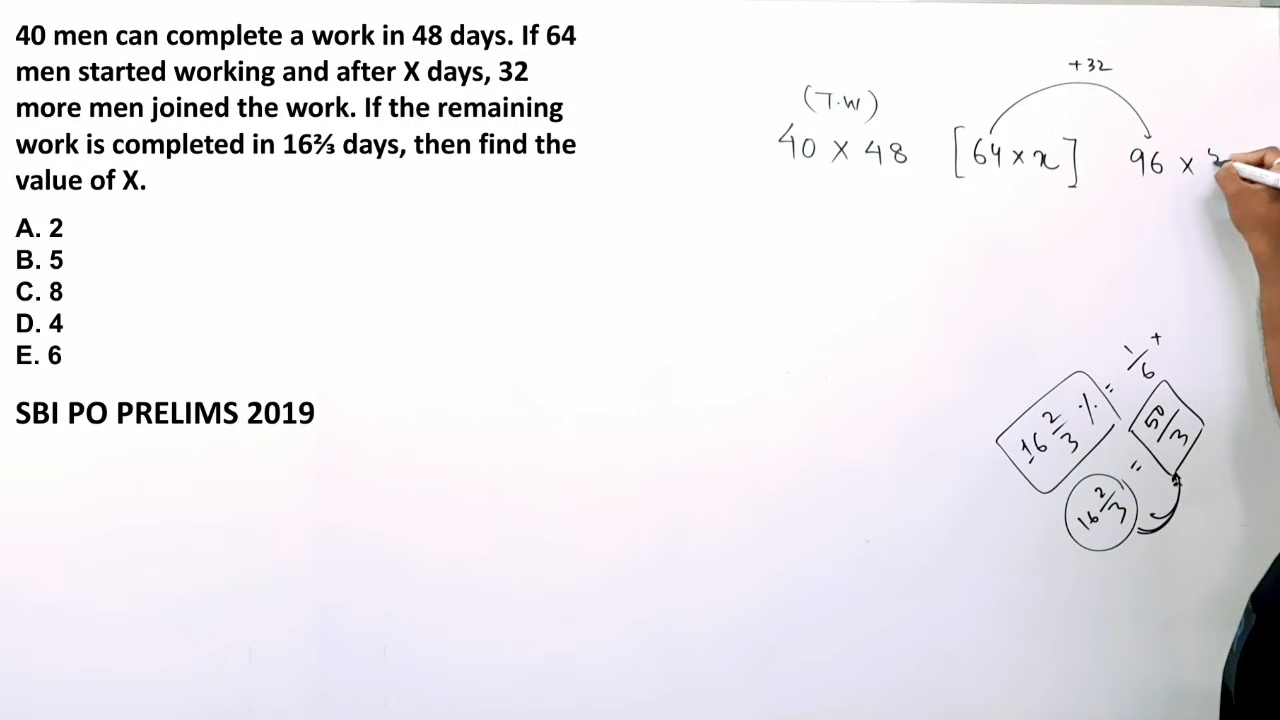 40 men can complete a work in 48 days. If 64
men started working and after X days, 32
more men joined the work. If the remaining
work is completed in 16⅔ days, then find the
value of X.
A. 2
B. 5
C. 8
D. 4
E. 6
SBI PO PRELIMS 2019
+32
(T.W)
40 × 48 [64 × x] 96 ×
16 2/3 % = 1/6
16 2/3 = 50/3